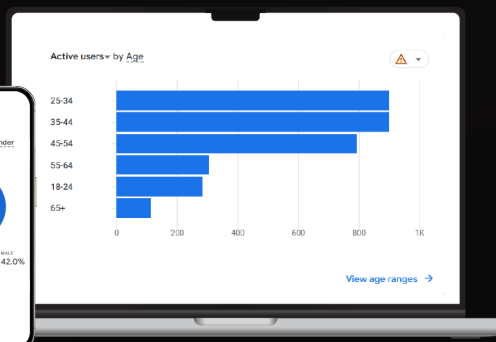 Active users by Age
25-34
35-44
45-54
55-64
18-24
65+
0 200 400 600 800 1K
View age ranges →
nder
MALE
42.0%